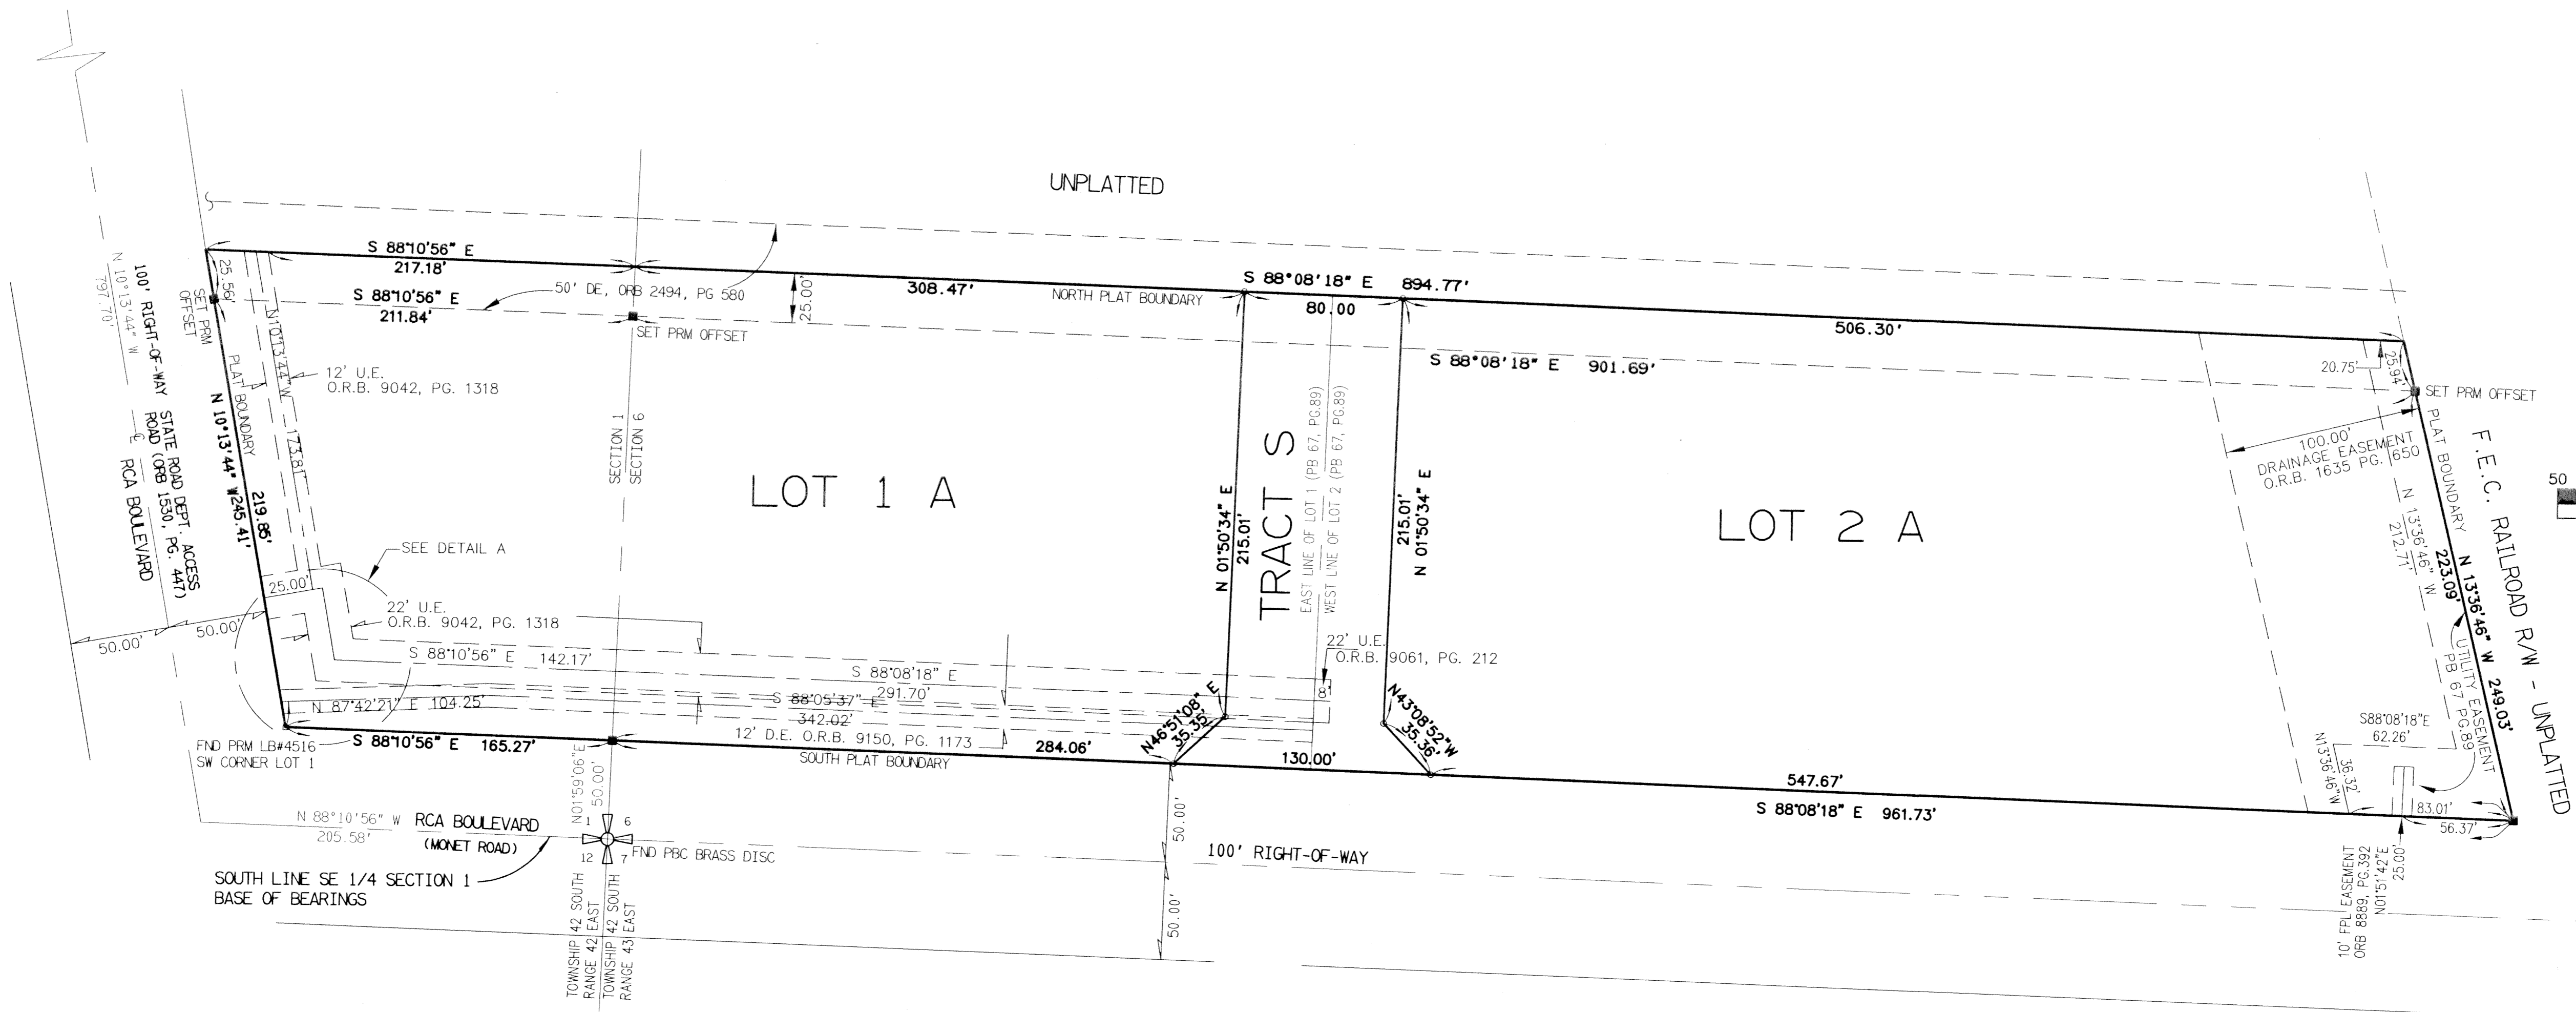 UNPLATTED
S 88°10'56" E
217.18'
S 88°10'56" E
211.84'
50' DE, ORB 2494, PG 580
25.00'
308.47'
NORTH PLAT BOUNDARY
S 88°08'18" E 894.77'
80.00
506.30'
S 88°08'18" E 901.69'
SET PRM OFFSET
25.56'
SET PRM
OFFSET
N 10°13'44" W
797.70'
100' RIGHT-OF-WAY STATE ROAD DEPT. ACCESS
ROAD (ORB 1530, PG. 447)
℄ RCA BOULEVARD
PLAT BOUNDARY
N 10°13'44" W 245.41'
219.85'
N10°13'44"W 173.81'
12' U.E.
O.R.B. 9042, PG. 1318
SECTION 1
SECTION 6
LOT 1 A
N 01°50'34" E
215.01'
TRACT S
EAST LINE OF LOT 1 (PB 67, PG.89)
WEST LINE OF LOT 2 (PB 67, PG.89)
215.01'
N 01°50'34" E
LOT 2 A
20.75'
25.94'
SET PRM OFFSET
100.00'
DRAINAGE EASEMENT
O.R.B. 1635 PG. 650
PLAT BOUNDARY
N 13°36'46" W 249.03'
223.09'
N 13°36'46" W
212.71'
F.E.C. RAILROAD R/W - UNPLATTED
50
SEE DETAIL A
25.00'
22' U.E.
O.R.B. 9042, PG. 1318
50.00'
50.00'
S 88°10'56" E 142.17'
S 88°08'18" E
291.70'
S 88°05'37" E
342.02'
N 87°42'21" E 104.25'
12' D.E. O.R.B. 9150, PG. 1173
22' U.E.
O.R.B. 9061, PG. 212
8'
N46°51'08" E
35.35'
N43°08'52"W
35.36'
FND PRM LB#4516
SW CORNER LOT 1
S 88°10'56" E 165.27'
284.06'
SOUTH PLAT BOUNDARY
130.00'
547.67'
S 88°08'18" E 961.73'
UTILITY EASEMENT
PB 67 PG.89
S88°08'18"E
62.26'
N13°36'46"W
36.32'
83.01'
56.37'
N01°59'06"E
50.00'
N 88°10'56" W
205.58'
RCA BOULEVARD
(MONET ROAD)
1 6
12 7
FND PBC BRASS DISC
SOUTH LINE SE 1/4 SECTION 1
BASE OF BEARINGS
TOWNSHIP 42 SOUTH
RANGE 42 EAST
TOWNSHIP 42 SOUTH
RANGE 43 EAST
50.00'
50.00'
100' RIGHT-OF-WAY
10' FPL EASEMENT
ORB 8889, PG.392
N01°51'42"E
25.00'